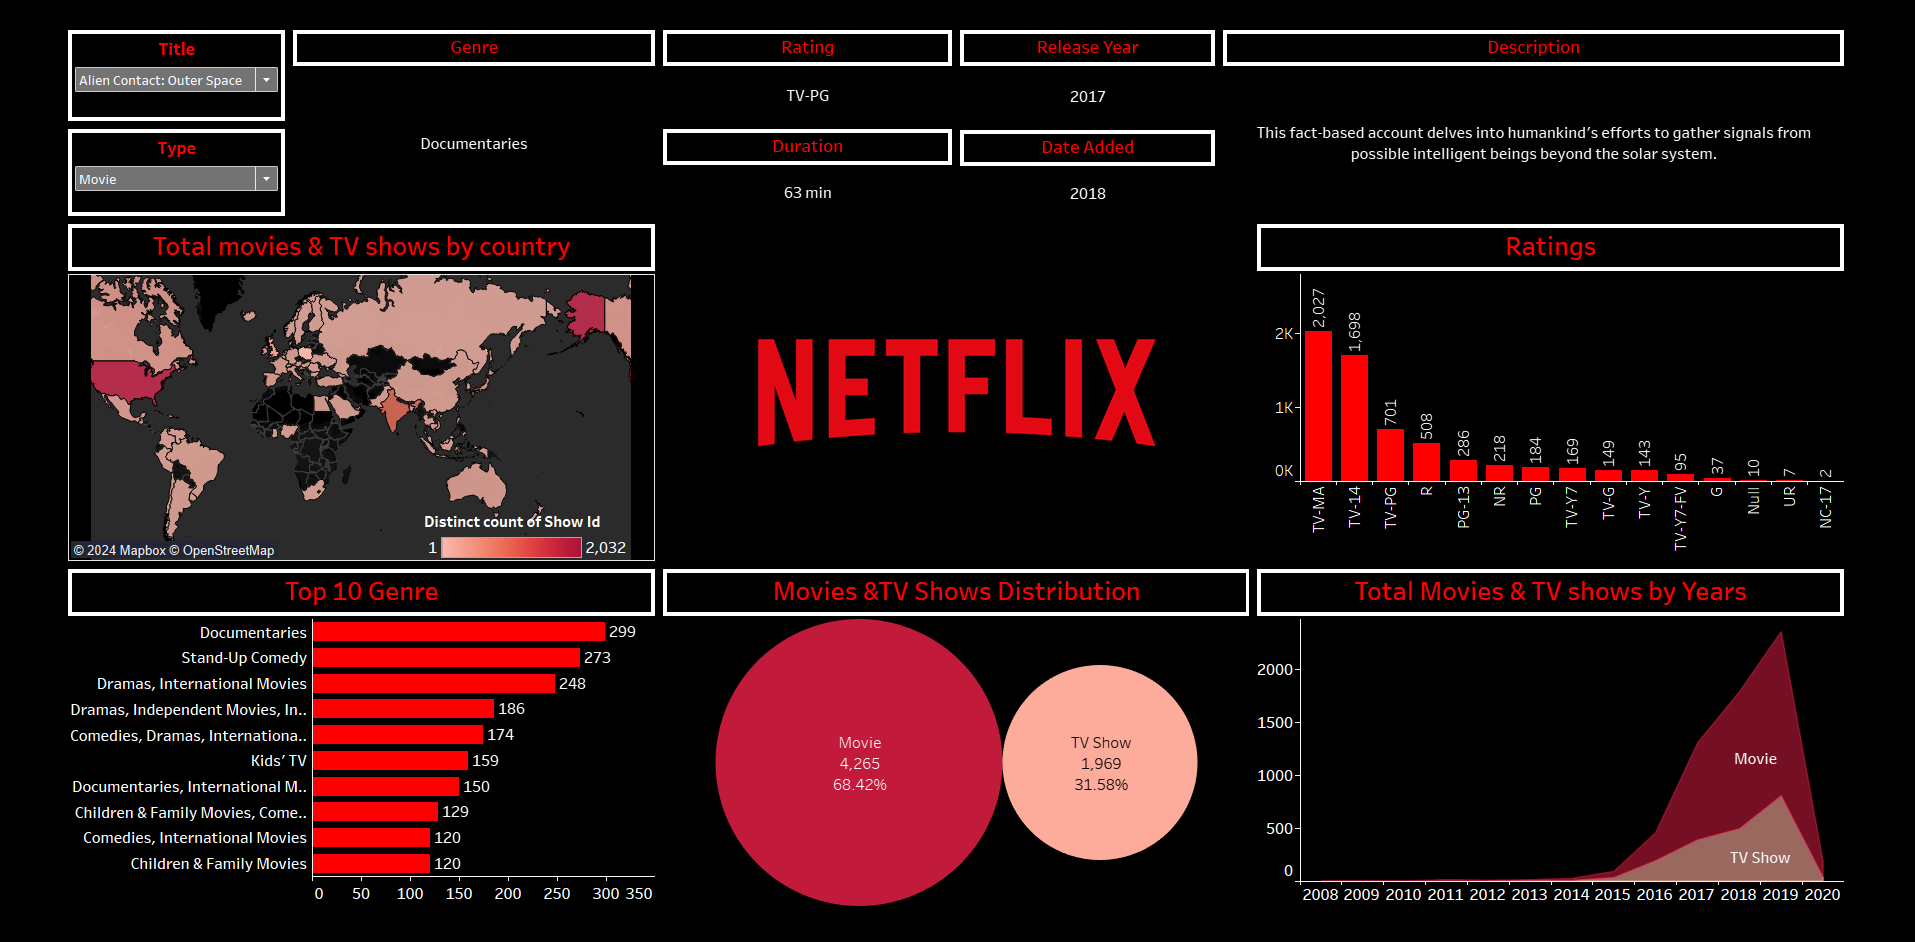 Title
Alien Contact: Outer Space
Genre
Documentaries
Rating
TV-PG
Release Year
2017
Description
This fact-based account delves into humankind's efforts to gather signals from
possible intelligent beings beyond the solar system.
Type
Movie
Duration
63 min
Date Added
2018
Total movies & TV shows by country
Distinct count of Show Id
1 2,032
© 2024 Mapbox © OpenStreetMap
NETFLIX
Ratings
2K
1K
0K
2,027
1,698
701
508
286
218
184
169
149
143
95
37
10
7
2
TV-MA
TV-14
TV-PG
R
PG-13
NR
PG
TV-Y7
TV-G
TV-Y
TV-Y7-FV
G
Null
UR
NC-17
Top 10 Genre
Documentaries 299
Stand-Up Comedy 273
Dramas, International Movies 248
Dramas, Independent Movies, In.. 186
Comedies, Dramas, Internationa.. 174
Kids' TV 159
Documentaries, International M.. 150
Children & Family Movies, Come.. 129
Comedies, International Movies 120
Children & Family Movies 120
0 50 100 150 200 250 300 350
Movies &TV Shows Distribution
Movie
4,265
68.42%
TV Show
1,969
31.58%
Total Movies & TV shows by Years
2000
1500
1000
500
0
Movie
TV Show
2008 2009 2010 2011 2012 2013 2014 2015 2016 2017 2018 2019 2020